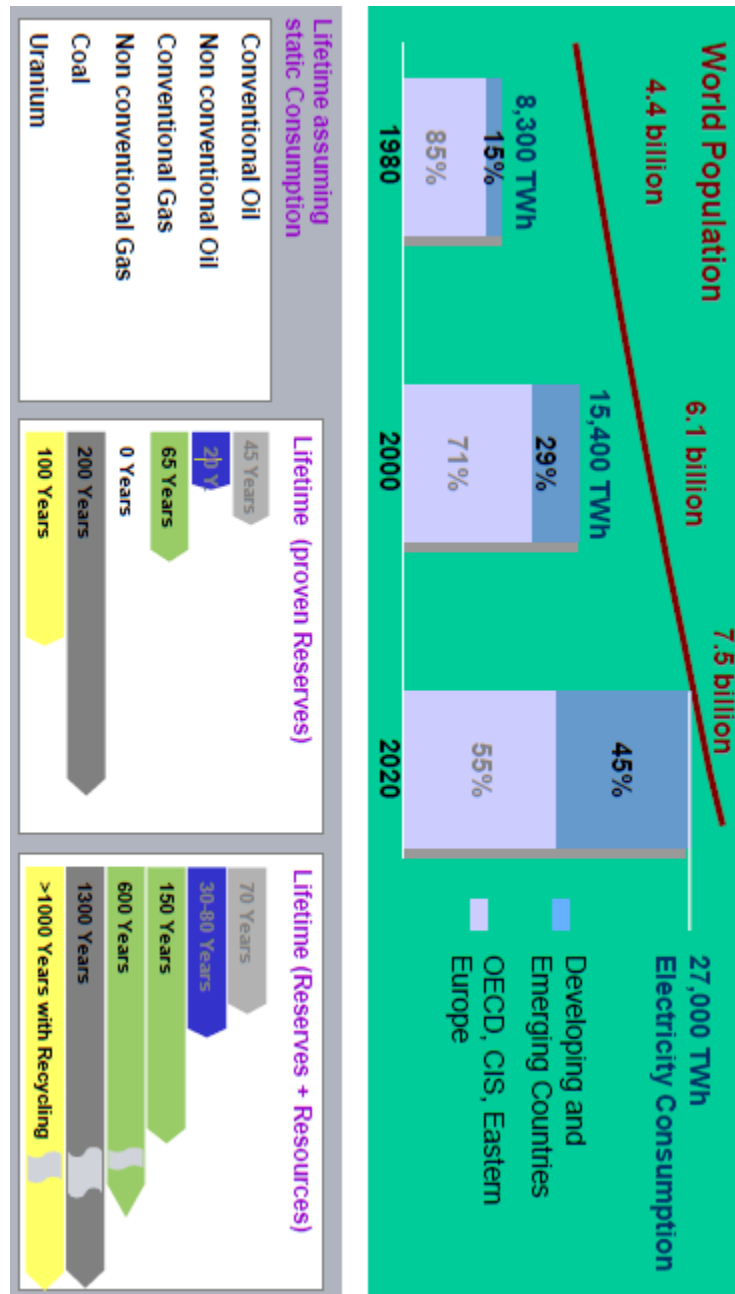 World Population
4.4 billion
6.1 billion
7.5 billion
27,000 TWh
Electricity Consumption
8,300 TWh
15,400 TWh
15%
29%
45%
85%
71%
55%
1980
2000
2020
Developing and
Emerging Countries
OECD, CIS, Eastern
Europe
Lifetime assuming
static Consumption
Conventional Oil
Non conventional Oil
Conventional Gas
Non conventional Gas
Coal
Uranium
Lifetime (proven Reserves)
45 Years
20 Y
65 Years
0 Years
200 Years
100 Years
Lifetime (Reserves + Resources)
70 Years
30-80 Years
150 Years
600 Years
1300 Years
>1000 Years with Recycling